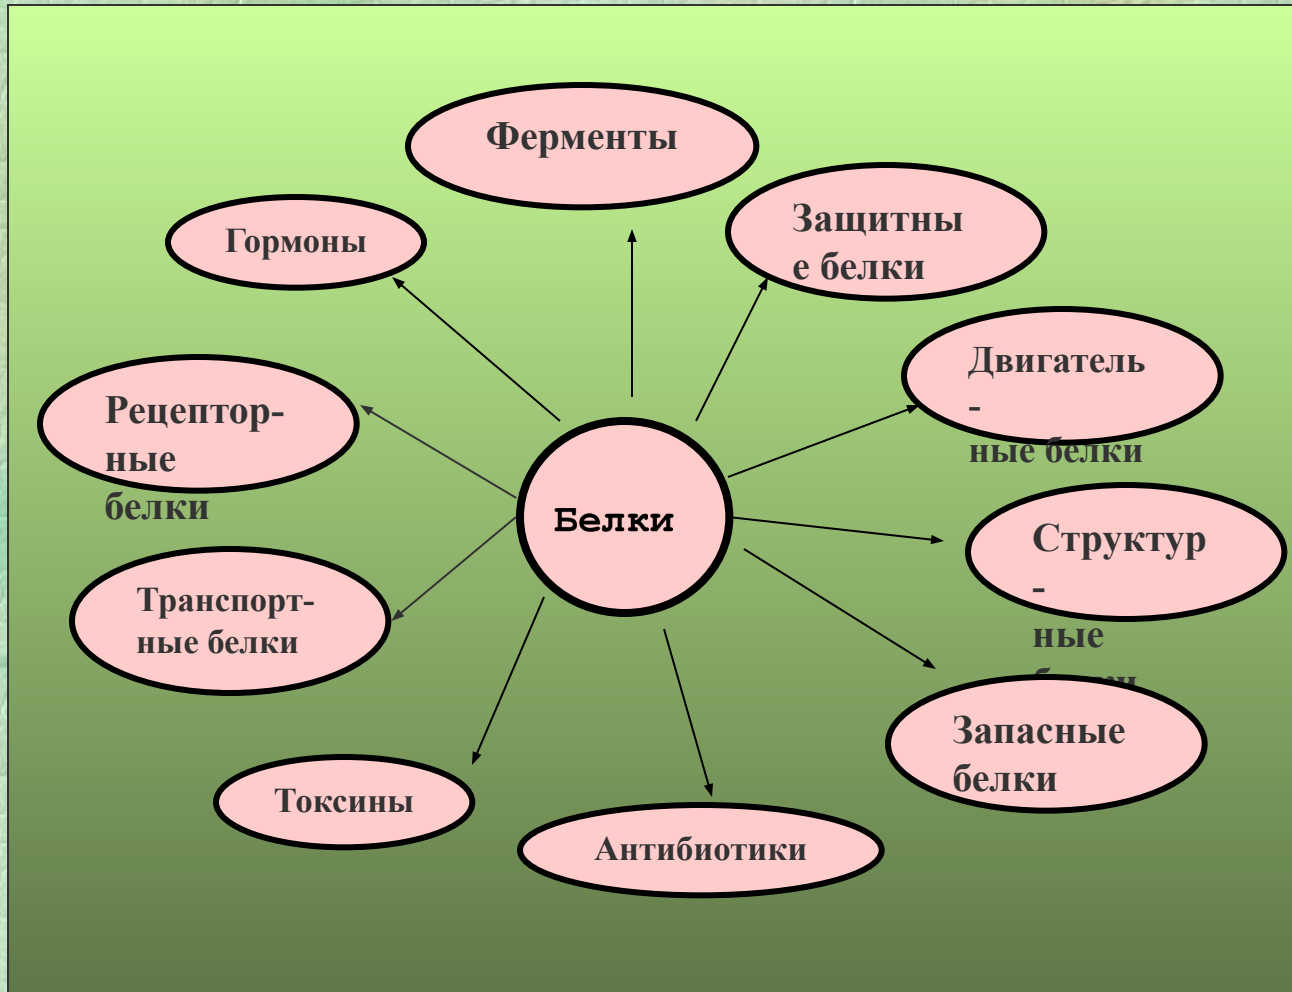 Ферменты
Защитны
е белки
Гормоны
Двигатель
-
ные белки
Рецептор-
ные
белки
Белки
Структур
-
ные
Транспорт-
ные белки
Запасные
белки
Токсины
Антибиотики